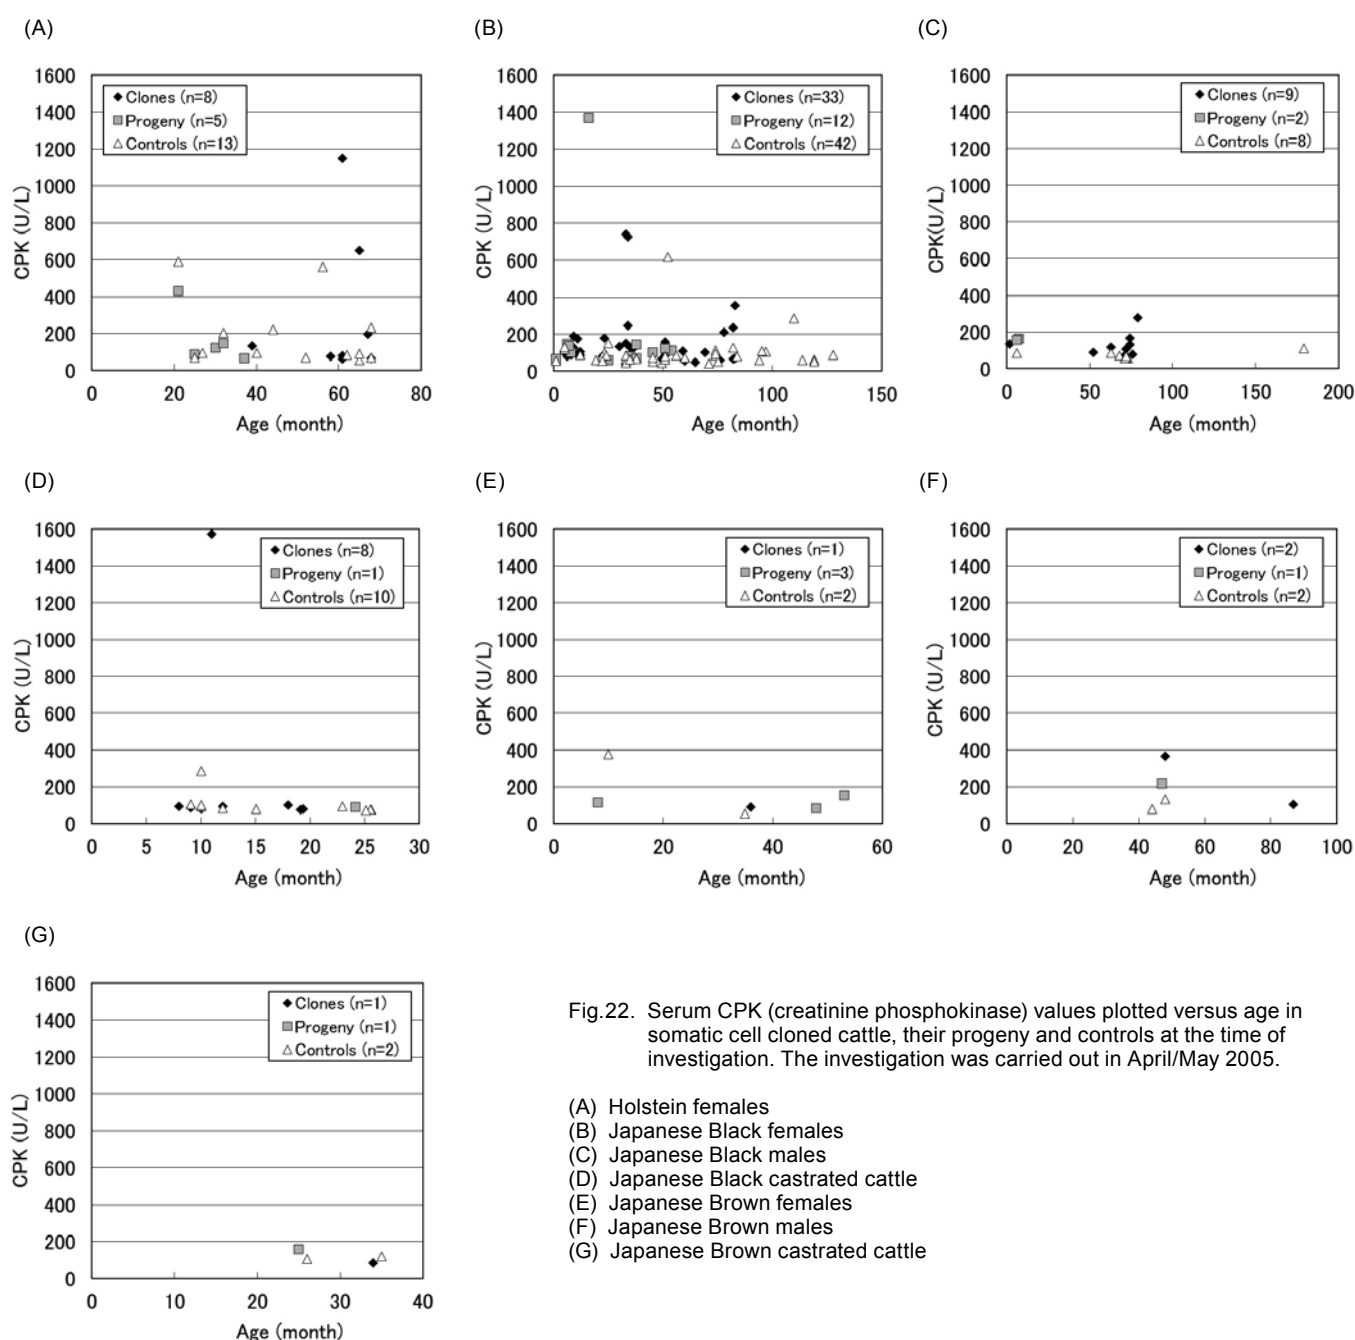 (A)
1600
1400
1200
1000
800
600
400
200
0
CPK (U/L)
Clones (n=8)
Progeny (n=5)
Controls (n=13)
0 20 40 60 80
Age (month)
(B)
1600
1400
1200
1000
800
600
400
200
0
CPK (U/L)
Clones (n=33)
Progeny (n=12)
Controls (n=42)
0 50 100 150
Age (month)
(C)
1600
1400
1200
1000
800
600
400
200
0
CPK(U/L)
Clones (n=9)
Progeny (n=2)
Controls (n=8)
0 50 100 150 200
Age (month)
(D)
1600
1400
1200
1000
800
600
400
200
0
CPK (U/L)
Clones (n=8)
Progeny (n=1)
Controls (n=10)
0 5 10 15 20 25 30
Age (month)
(E)
1600
1400
1200
1000
800
600
400
200
0
CPK (U/L)
Clones (n=1)
Progeny (n=3)
Controls (n=2)
0 20 40 60
Age (month)
(F)
1600
1400
1200
1000
800
600
400
200
0
CPK (U/L)
Clones (n=2)
Progeny (n=1)
Controls (n=2)
0 20 40 60 80 100
Age (month)
(G)
1600
1400
1200
1000
800
600
400
200
0
CPK (U/L)
Clones (n=1)
Progeny (n=1)
Controls (n=2)
0 10 20 30 40
Age (month)
Fig.22. Serum CPK (creatinine phosphokinase) values plotted versus age in
somatic cell cloned cattle, their progeny and controls at the time of
investigation. The investigation was carried out in April/May 2005.
(A) Holstein females
(B) Japanese Black females
(C) Japanese Black males
(D) Japanese Black castrated cattle
(E) Japanese Brown females
(F) Japanese Brown males
(G) Japanese Brown castrated cattle